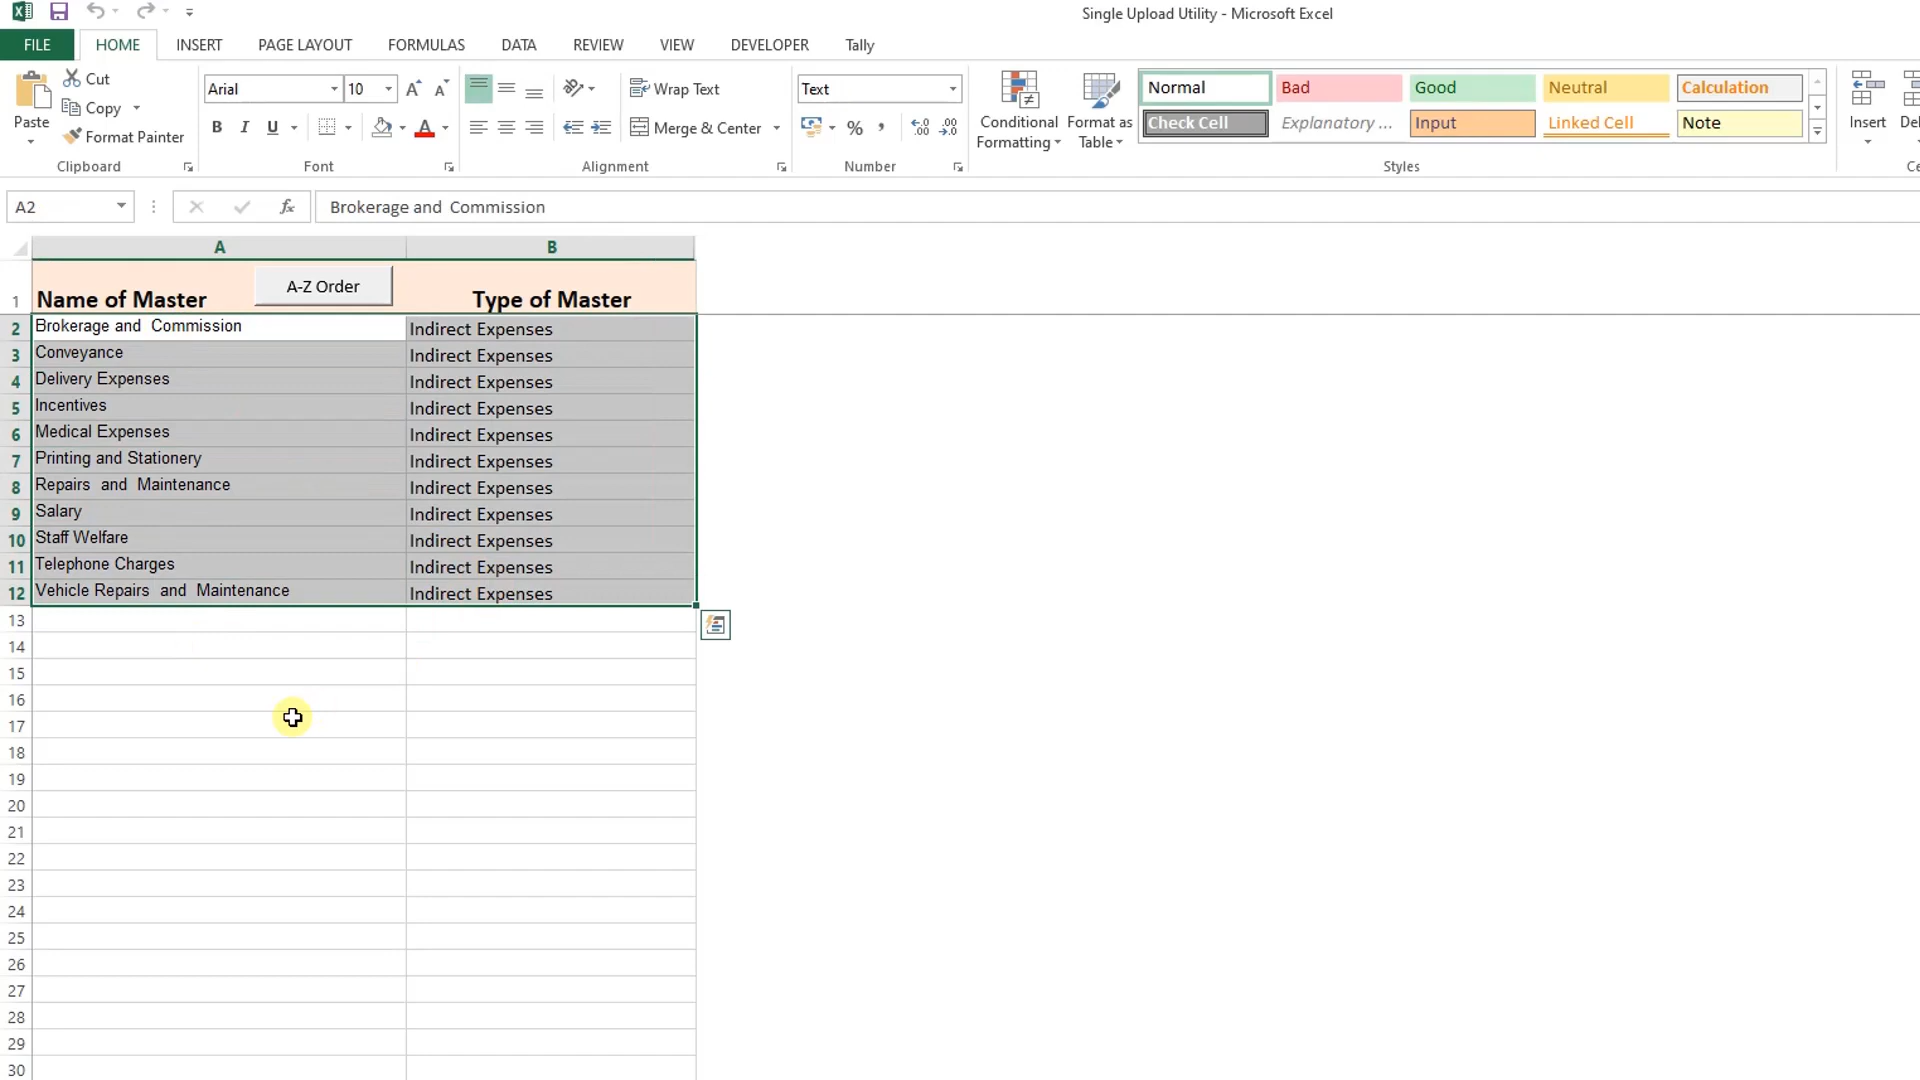 Single Upload Utility - Microsoft Excel
FILE HOME INSERT PAGE LAYOUT FORMULAS DATA REVIEW VIEW DEVELOPER Tally
Paste
Cut
Copy
Format Painter
Clipboard
Arial 10
B I U A
Font
Wrap Text
Merge & Center
Alignment
Text
% ,
Number
Conditional Formatting
Format as Table
Normal Bad Good Neutral Calculation
Check Cell Explanatory ... Input Linked Cell Note
Styles
Insert
A2 fx Brokerage and  Commission
A B
1 Name of Master A-Z Order Type of Master
2 Brokerage and  Commission Indirect Expenses
3 Conveyance Indirect Expenses
4 Delivery Expenses Indirect Expenses
5 Incentives Indirect Expenses
6 Medical Expenses Indirect Expenses
7 Printing and Stationery Indirect Expenses
8 Repairs  and  Maintenance Indirect Expenses
9 Salary Indirect Expenses
10 Staff Welfare Indirect Expenses
11 Telephone Charges Indirect Expenses
12 Vehicle Repairs  and  Maintenance Indirect Expenses
13
14
15
16
17
18
19
20
21
22
23
24
25
26
27
28
29
30